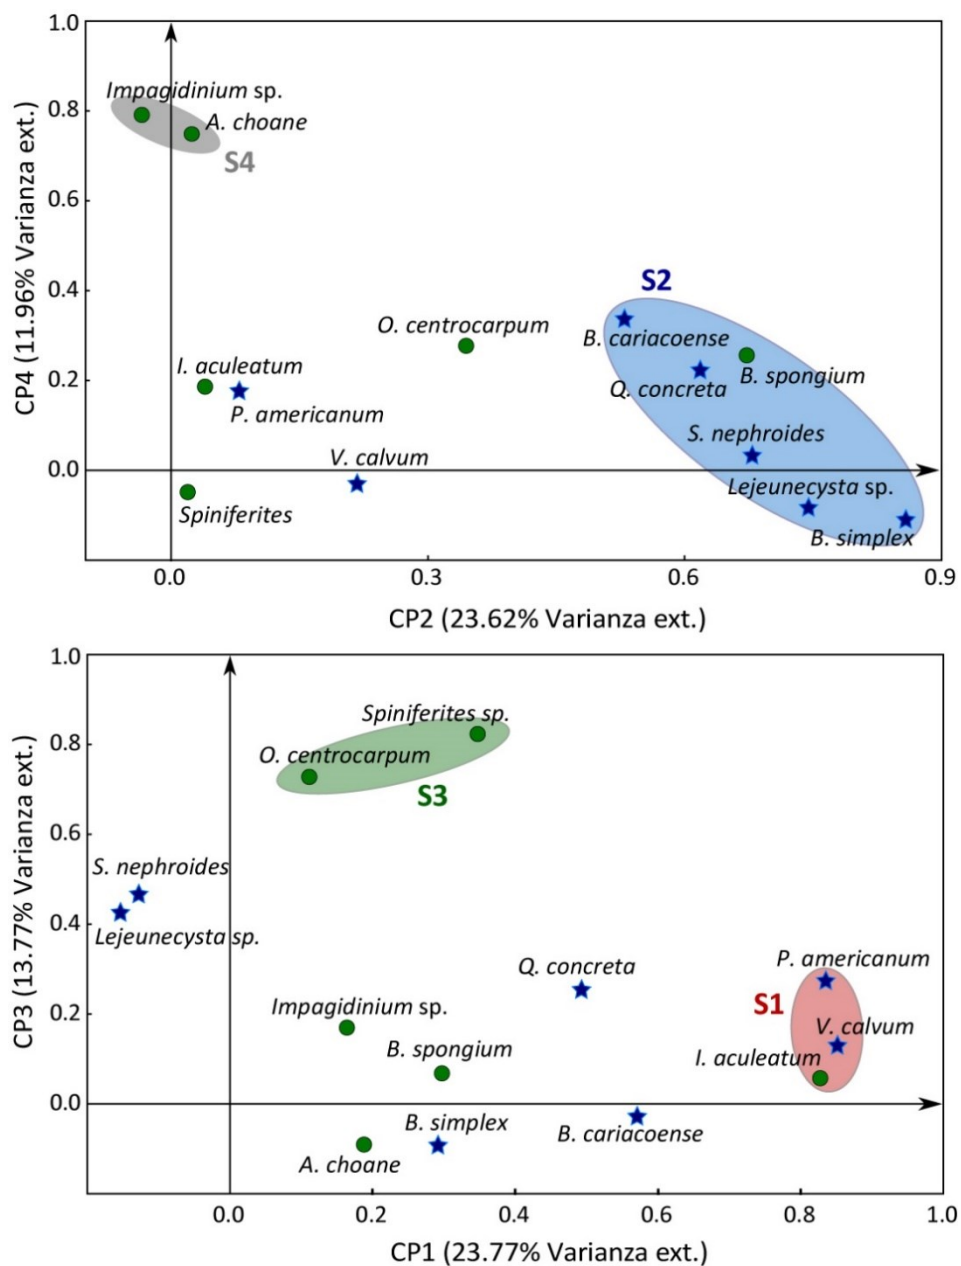 1.0
Impagidinium sp.
0.8
A. choane
S4
0.6
CP4 (11.96% Varianza ext.)
0.4
S2
O. centrocarpum
B. cariacoense
I. aculeatum
B. spongium
Q. concreta
0.2
P. americanum
S. nephroides
V. calvum
0.0
Lejeunecysta sp.
Spiniferites
B. simplex
0.0 0.3 0.6 0.9
CP2 (23.62% Varianza ext.)
1.0
Spiniferites sp.
0.8
O. centrocarpum
S3
0.6
CP3 (13.77% Varianza ext.)
S. nephroides
0.4
Lejeunecysta sp.
Q. concreta
P. americanum
0.2
Impagidinium sp.
S1
V. calvum
B. spongium
I. aculeatum
0.0
B. simplex
B. cariacoense
A. choane
0.0 0.2 0.4 0.6 0.8 1.0
CP1 (23.77% Varianza ext.)